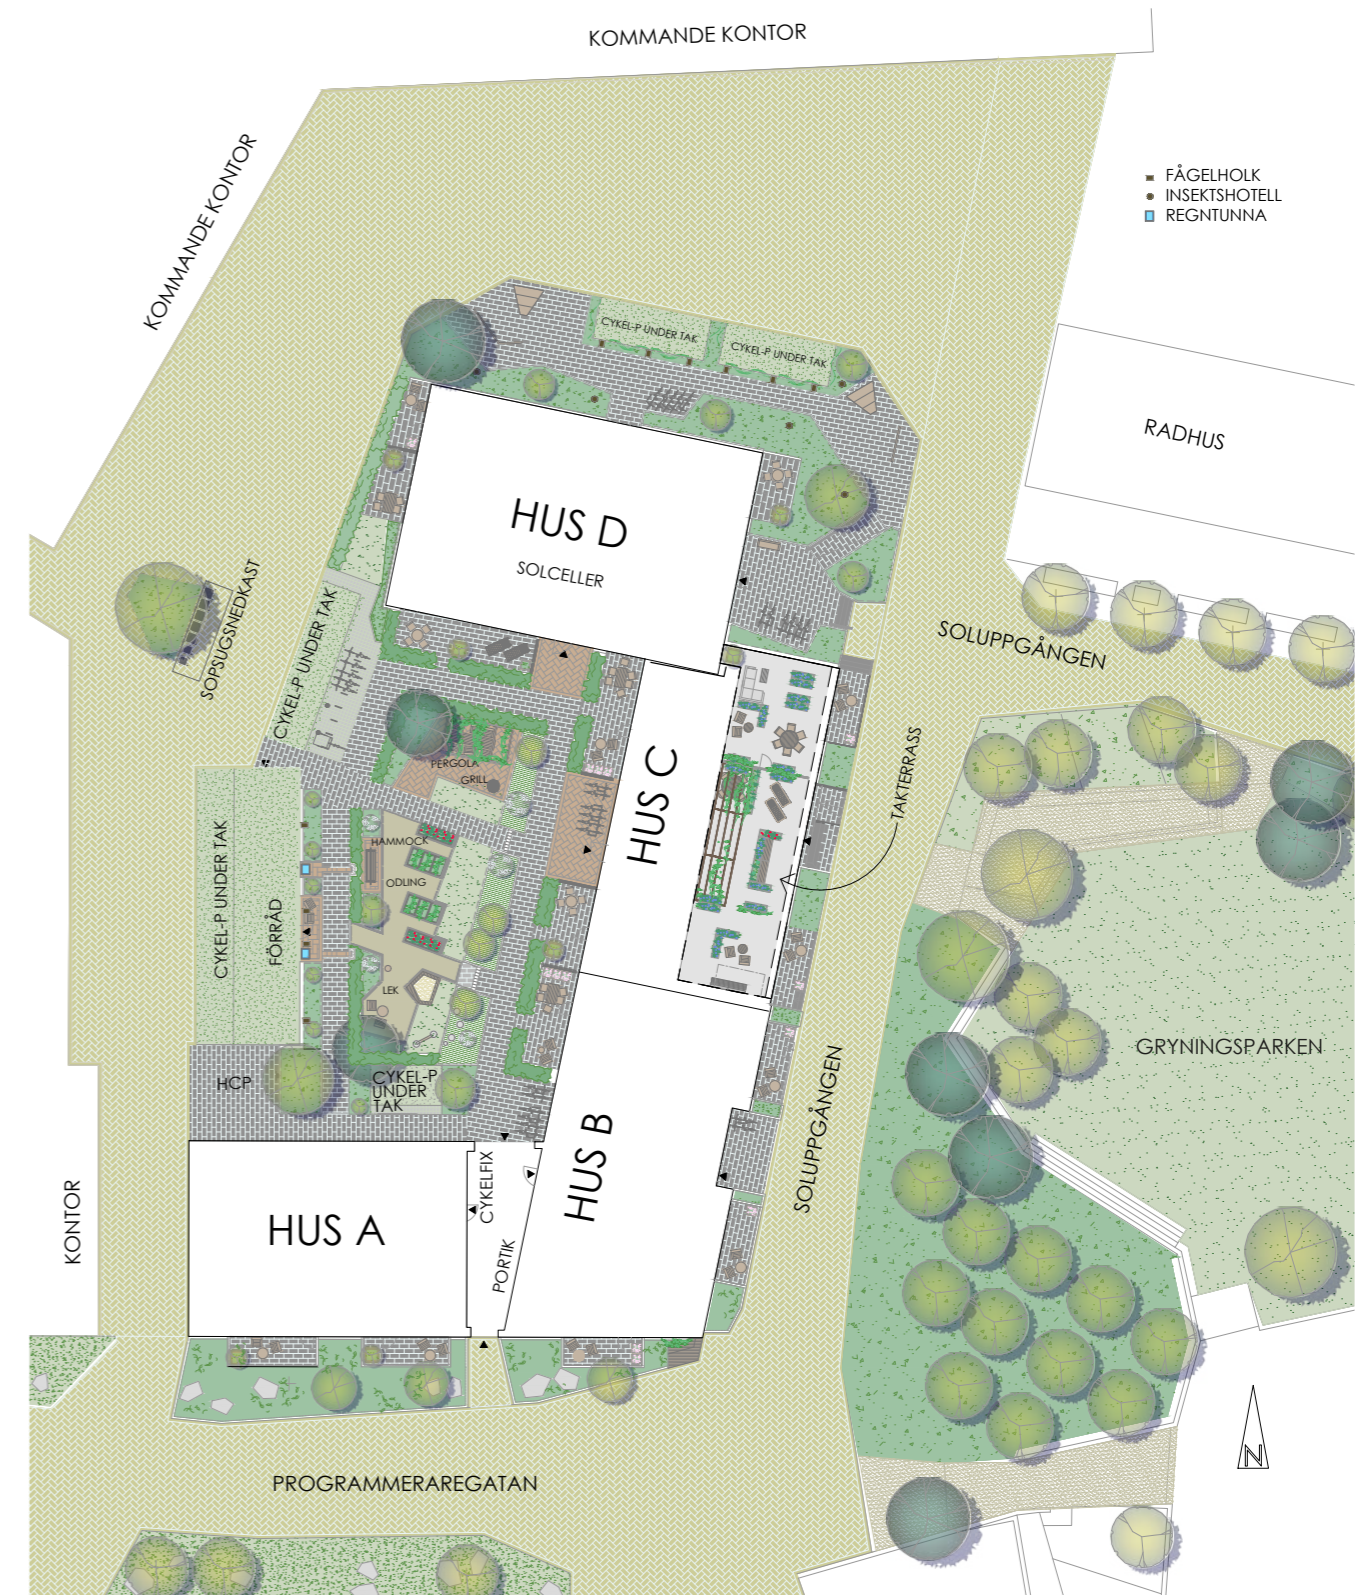 KOMMANDE KONTOR
KOMMANDE KONTOR
FÅGELHOLK
INSEKTSHOTELL
REGNTUNNA
CYKEL-P UNDER TAK
CYKEL-P UNDER TAK
RADHUS
HUS D
SOLCELLER
SOPSUGSNEDKAST
CYKEL-P UNDER TAK
SOLUPPGÅNGEN
PERGOLA
GRILL
HUS C
TAKTERRASS
HAMMOCK
ODLING
CYKEL-P UNDER TAK
FÖRRÅD
LEK
GRYNINGSPARKEN
HCP
CYKEL-P
UNDER
TAK
SOLUPPGÅNGEN
HUS B
CYKELFIX
KONTOR
HUS A
PORTIK
N
PROGRAMMERAREGATAN